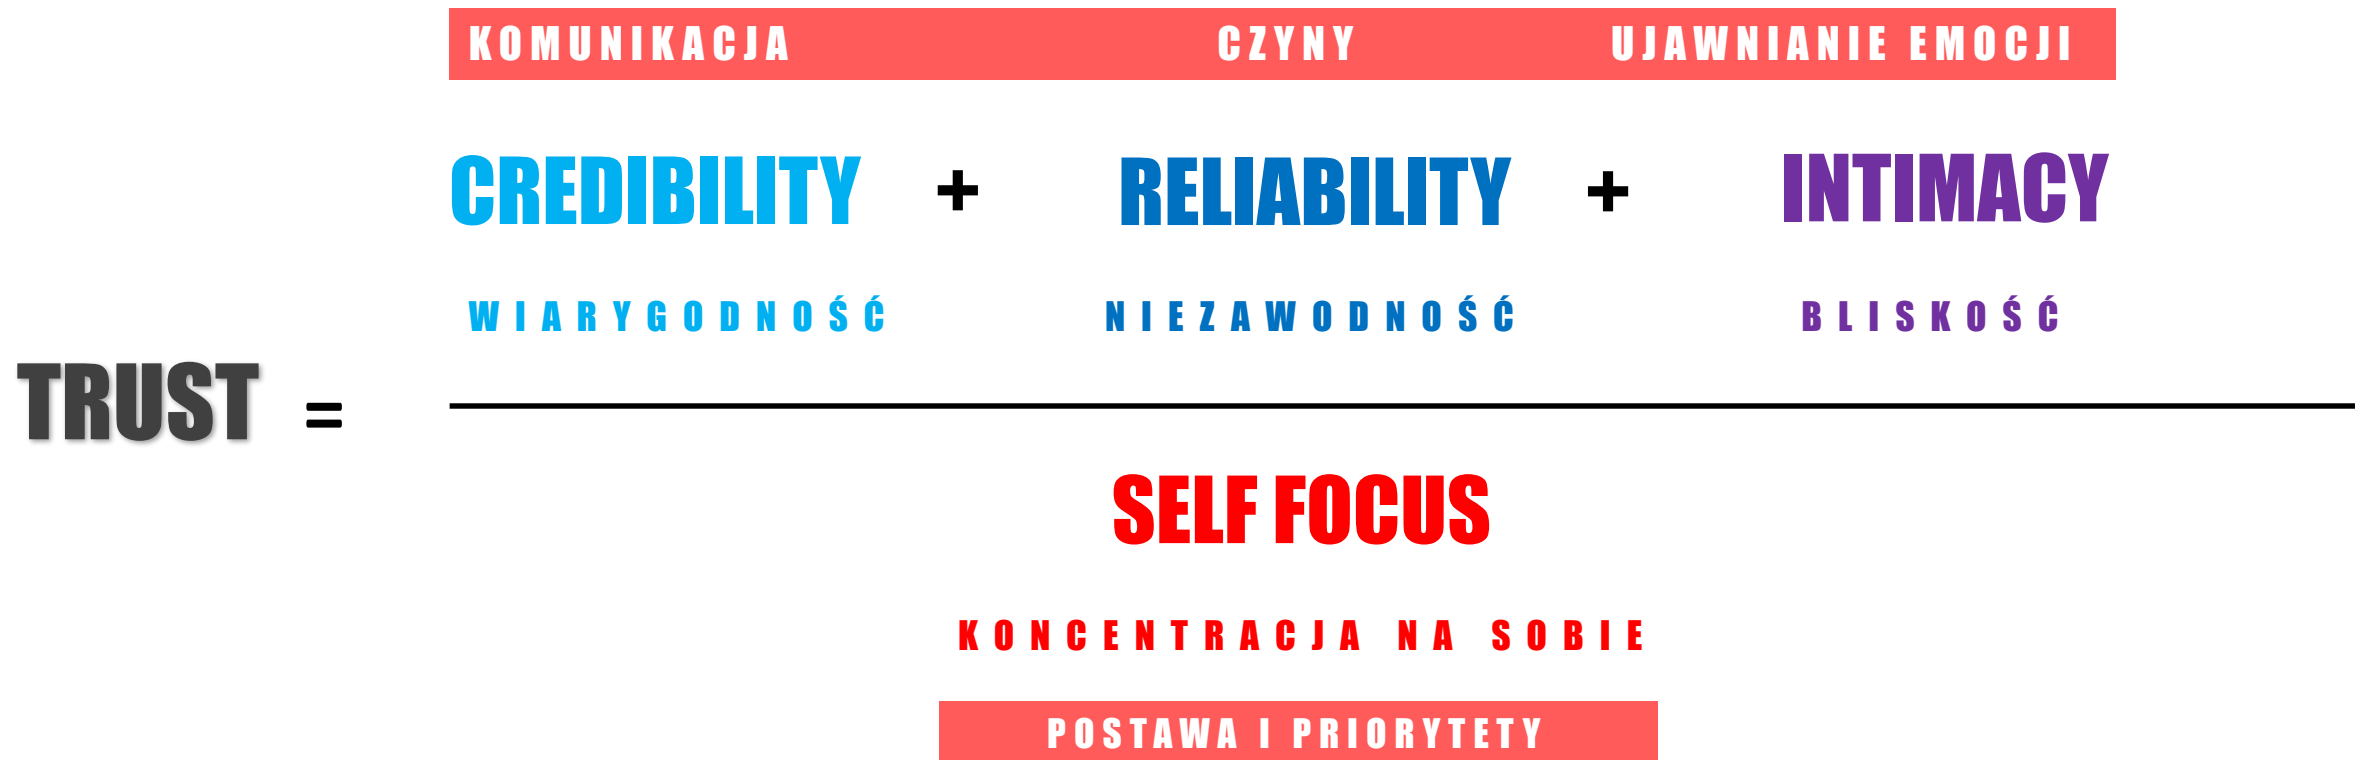 KOMUNIKACJA CZYNY UJAWNIANIE EMOCJI
CREDIBILITY + RELIABILITY + INTIMACY
WIARYGODNOŚĆ NIEZAWODNOŚĆ BLISKOŚĆ
TRUST =
SELF FOCUS
KONCENTRACJA NA SOBIE
POSTAWA I PRIORYTETY